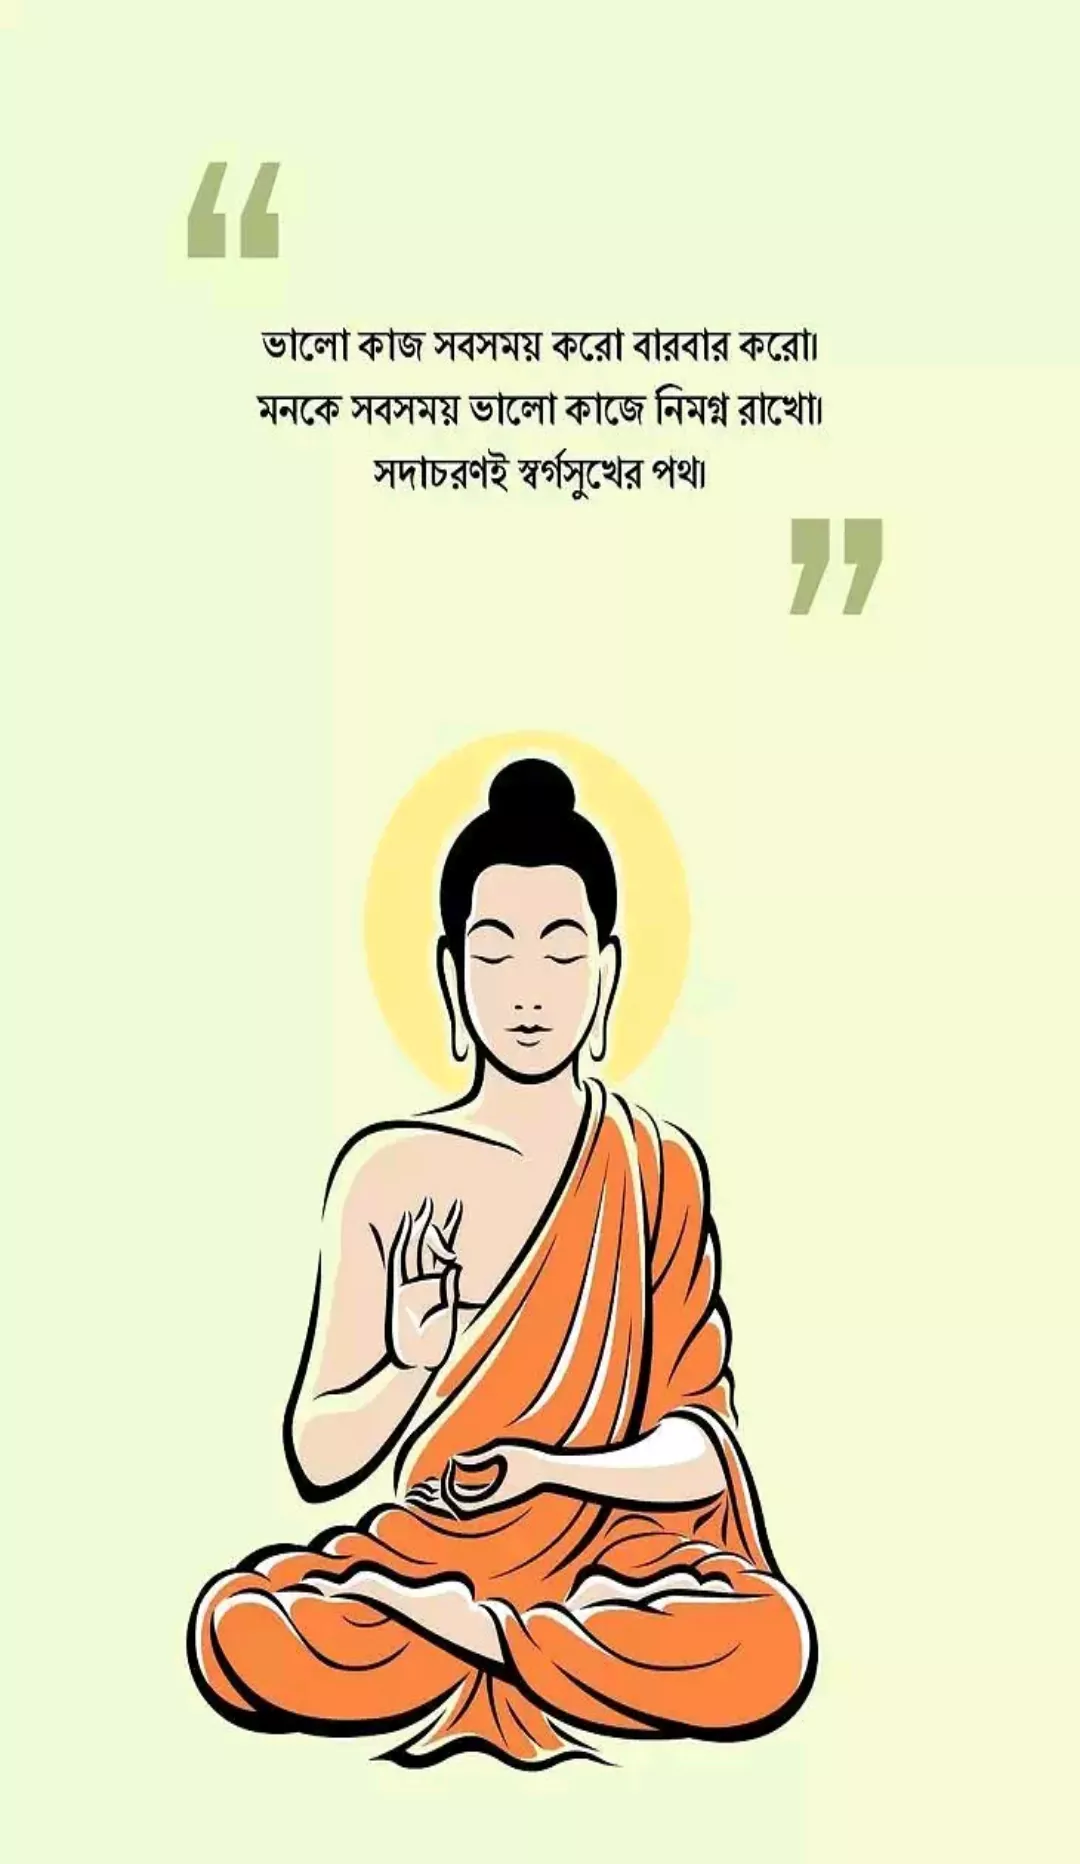 “
ভালো কাজ সবসময় করো বারবার করো।
মনকে সবসময় ভালো কাজে নিমগ্ন রাখো।
সদাচরণই স্বর্গসুখের পথ।
”